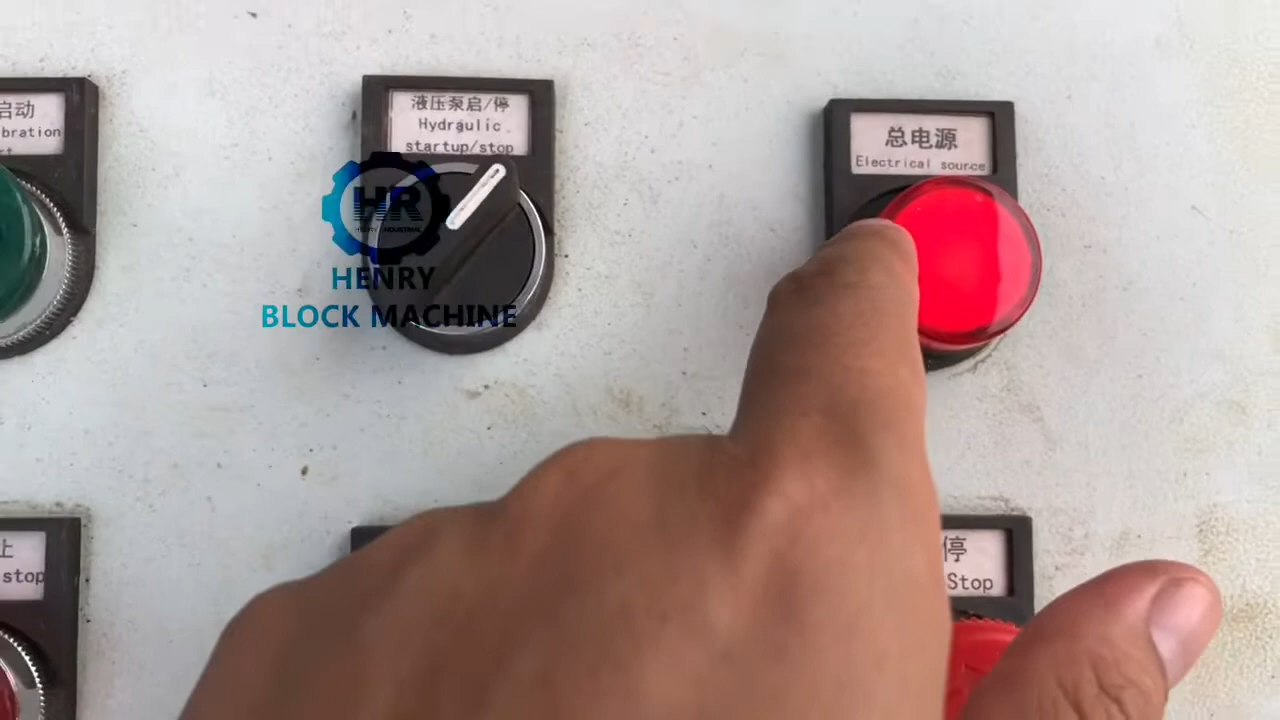 启动
bration
液压泵启/停
Hydraulic
startup/stop
总电源
Electrical source
HR
HENRY
BLOCK MACHINE
止
stop
停
Stop